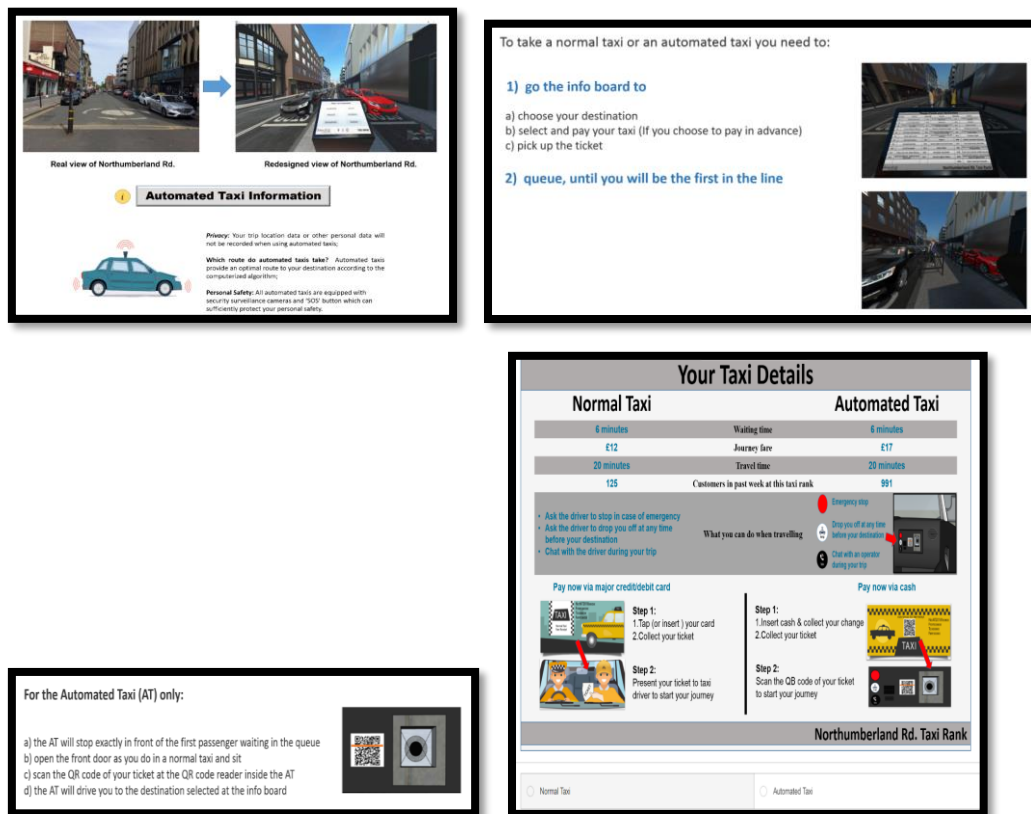 Real view of Northumberland Rd.
Redesigned view of Northumberland Rd.
i
Automated Taxi Information
Privacy: Your trip location data or other personal data will
not be recorded when using automated taxis;
Which route do automated taxis take? Automated taxis
provide an optimal route to your destination according to the
computerized algorithm;
Personal Safety: All automated taxis are equipped with
security surveillance cameras and 'SOS' button which can
sufficiently protect your personal safety.
To take a normal taxi or an automated taxi you need to:
1) go the info board to
a) choose your destination
b) select and pay your taxi (If you choose to pay in advance)
c) pick up the ticket
2) queue, until you will be the first in the line
For the Automated Taxi (AT) only:
a) the AT will stop exactly in front of the first passenger waiting in the queue
b) open the front door as you do in a normal taxi and sit
c) scan the QR code of your ticket at the QR code reader inside the AT
d) the AT will drive you to the destination selected at the info board
Your Taxi Details
Normal Taxi Automated Taxi
6 minutes Waiting time 6 minutes
£12 Journey fare £17
20 minutes Travel time 20 minutes
125 Customers in past week at this taxi rank 991
• Ask the driver to stop in case of emergency
• Ask the driver to drop you off at any time
before your destination
• Chat with the driver during your trip
What you can do when travelling
Emergency stop
Drop you off at any time
before your destination
Chat with an operator
during your trip
Pay now via major credit/debit card
TAXI
Step 1:
1.Tap (or insert ) your card
2.Collect your ticket
Step 2:
Present your ticket to taxi
driver to start your journey
Pay now via cash
Step 1:
1.Insert cash & collect your change
2.Collect your ticket
TAXI
Step 2:
Scan the QB code of your ticket
to start your journey
Northumberland Rd. Taxi Rank
Normal Taxi
Automated Taxi